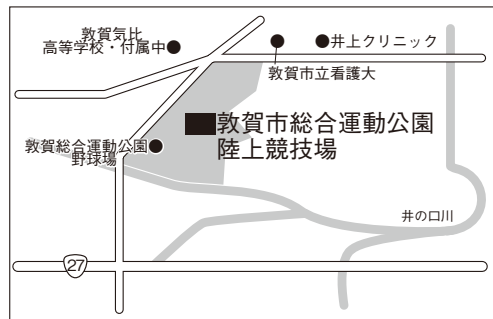 敦賀気比
高等学校・付属中
井上クリニック
敦賀市立看護大
敦賀市総合運動公園
陸上競技場
敦賀総合運動公園
野球場
井の口川
27